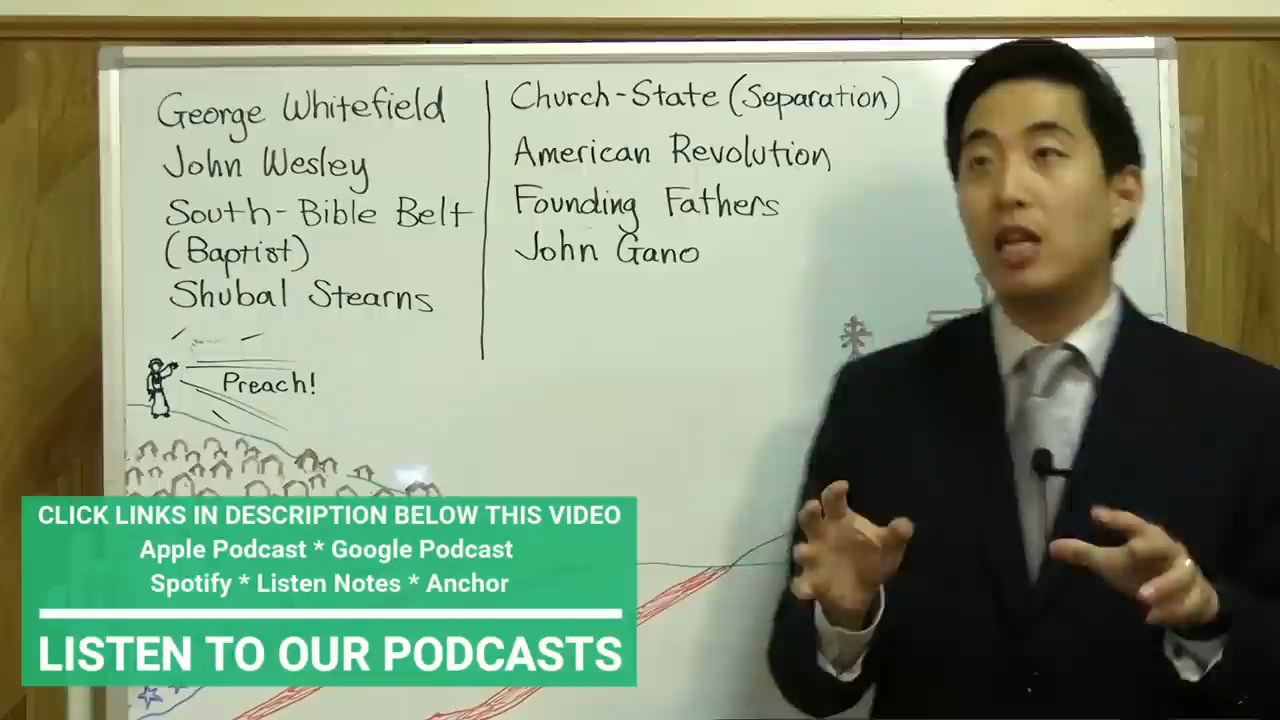 George Whitefield
John Wesley
South-Bible Belt
(Baptist)
Shubal Stearns
Preach!
Church-State (Separation)
American Revolution
Founding Fathers
John Gano
CLICK LINKS IN DESCRIPTION BELOW THIS VIDEO
Apple Podcast * Google Podcast
Spotify * Listen Notes * Anchor
LISTEN TO OUR PODCASTS